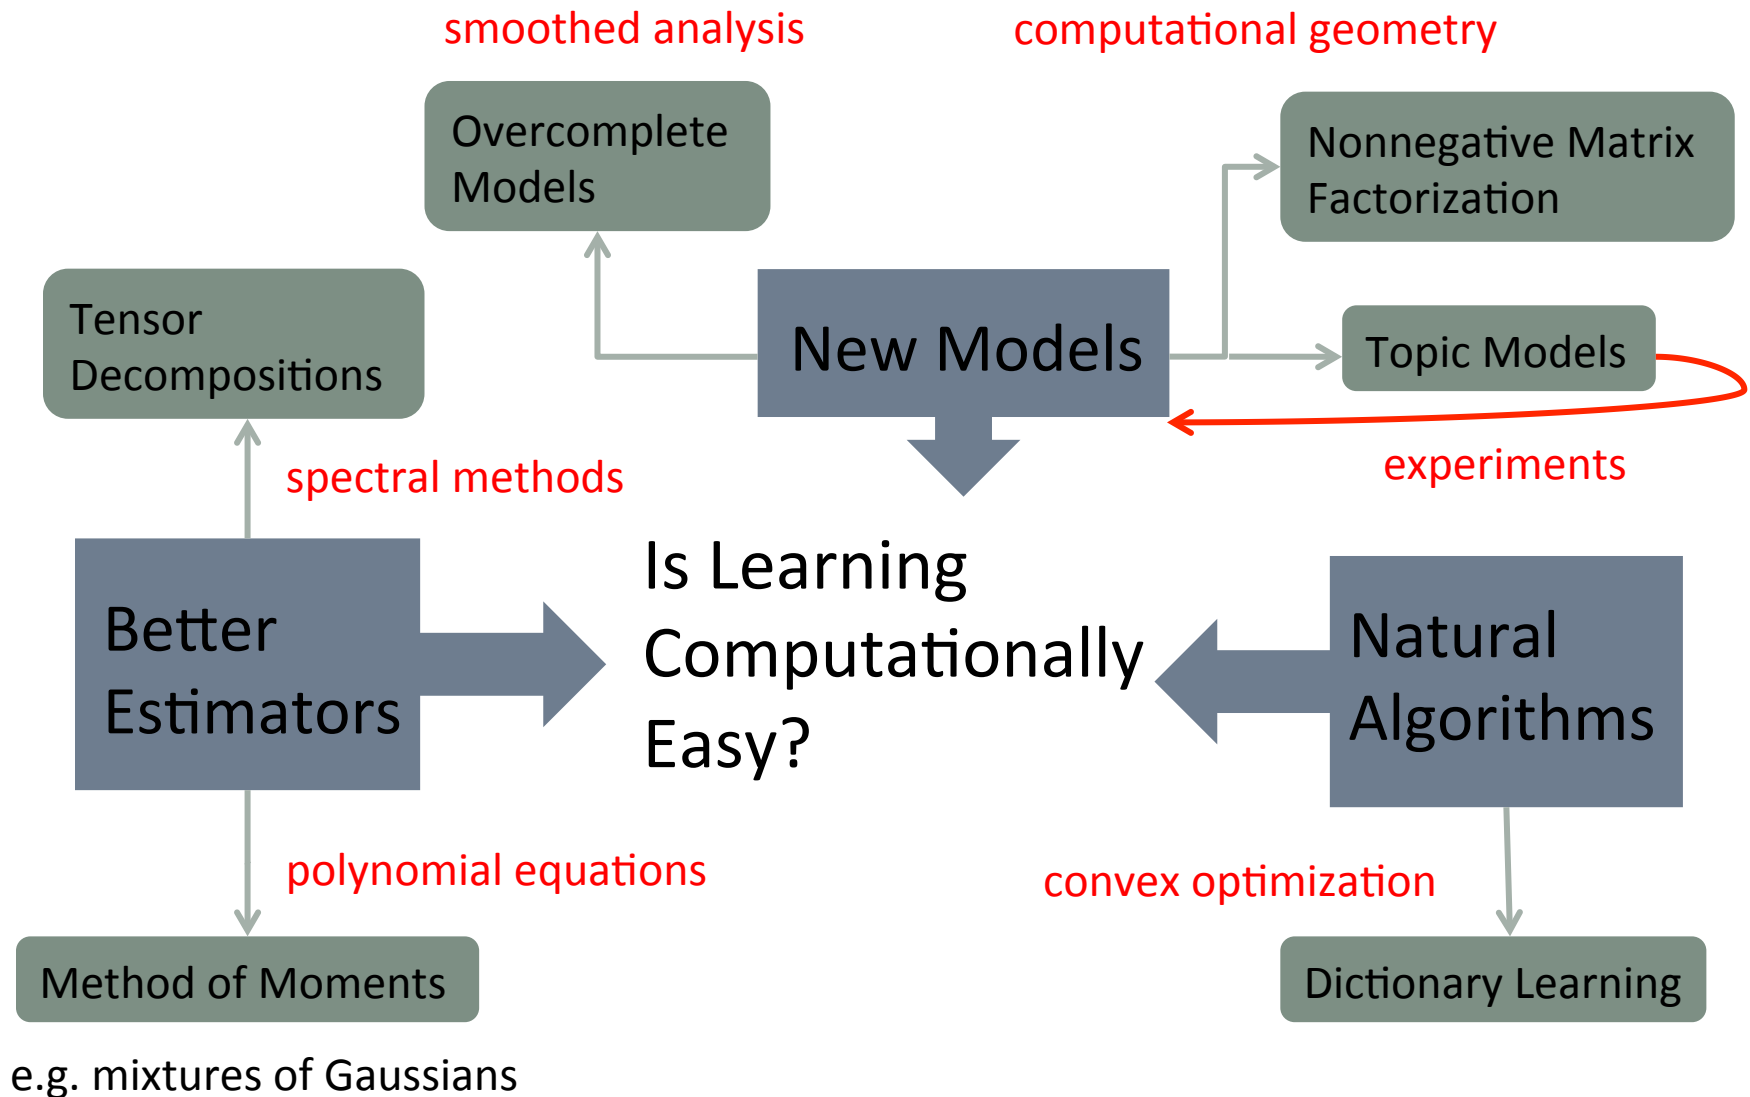 smoothed analysis
computational geometry
Overcomplete
Models
Nonnegative Matrix
Factorization
Tensor
Decompositions
New Models
Topic Models
spectral methods
experiments
Is Learning
Computationally
Easy?
Better
Estimators
Natural
Algorithms
polynomial equations
convex optimization
Method of Moments
Dictionary Learning
e.g. mixtures of Gaussians